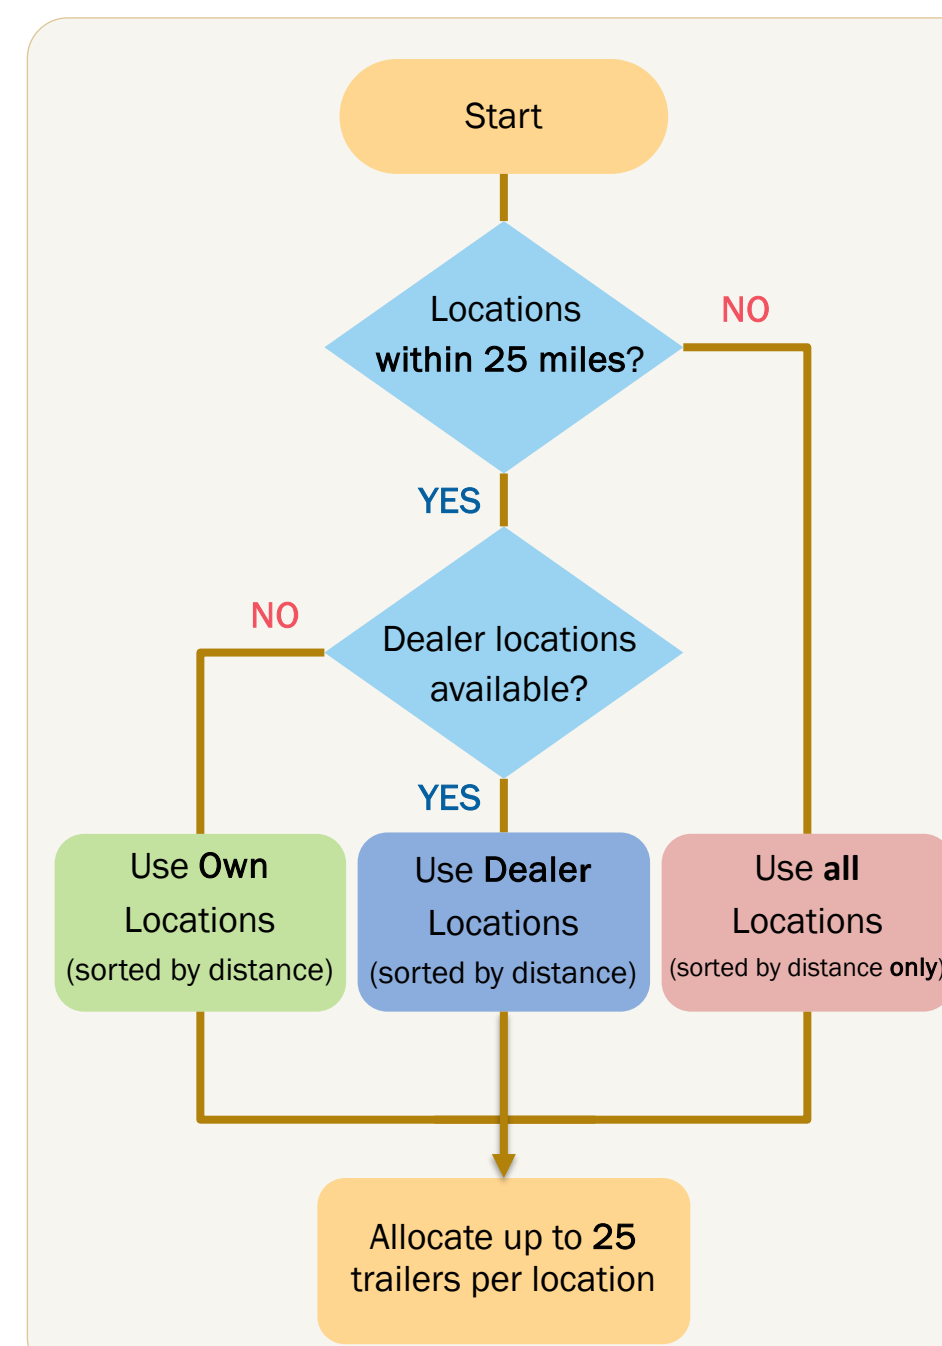 Start
Locations
within 25 miles?
NO
YES
NO
Dealer locations
available?
YES
Use Own
Locations
(sorted by distance)
Use Dealer
Locations
(sorted by distance)
Use all
Locations
(sorted by distance only)
Allocate up to 25
trailers per location